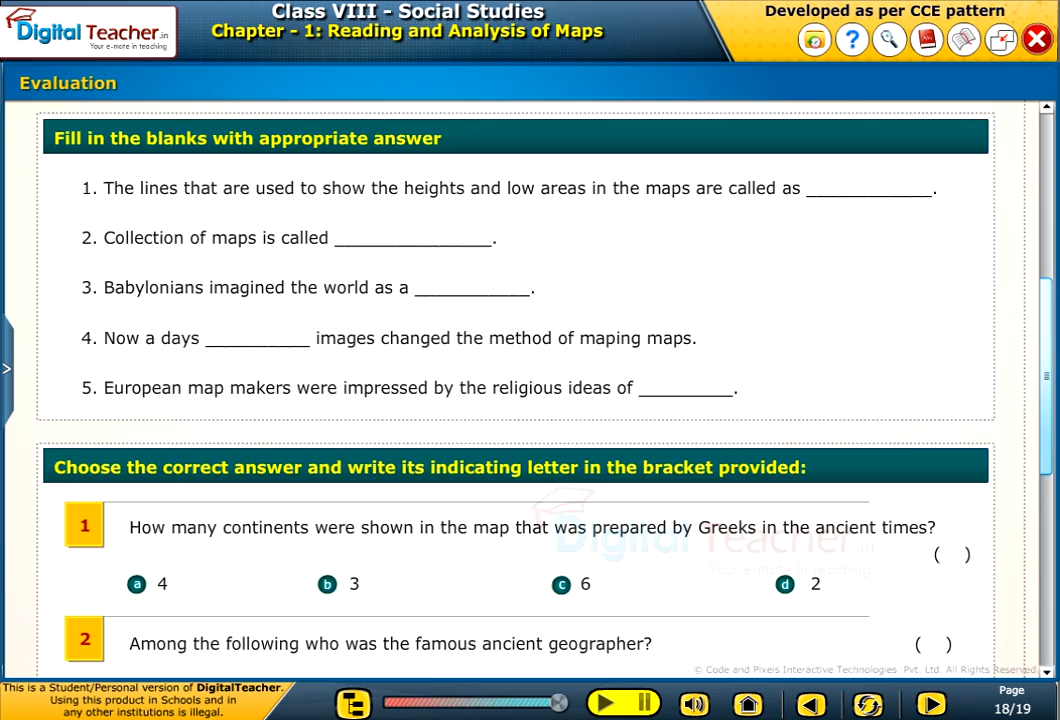 Digital Teacher.in
Your e-mate in teaching
Class VIII - Social Studies
Chapter - 1: Reading and Analysis of Maps
Developed as per CCE pattern
Evaluation
Fill in the blanks with appropriate answer
1. The lines that are used to show the heights and low areas in the maps are called as ____________.
2. Collection of maps is called _______________.
3. Babylonians imagined the world as a ___________.
4. Now a days __________ images changed the method of maping maps.
5. European map makers were impressed by the religious ideas of _________.
Choose the correct answer and write its indicating letter in the bracket provided:
1 How many continents were shown in the map that was prepared by Greeks in the ancient times?
( )
a 4 b 3 c 6 d 2
Digital Teacher.in
Your e-mate in teaching
2 Among the following who was the famous ancient geographer? ( )
© Code and Pixels Interactive Technologies. Pvt. Ltd. All Rights Reserved.
This is a Student/Personal version of DigitalTeacher.
Using this product in Schools and in
any other institutions is illegal.
Page
18/19